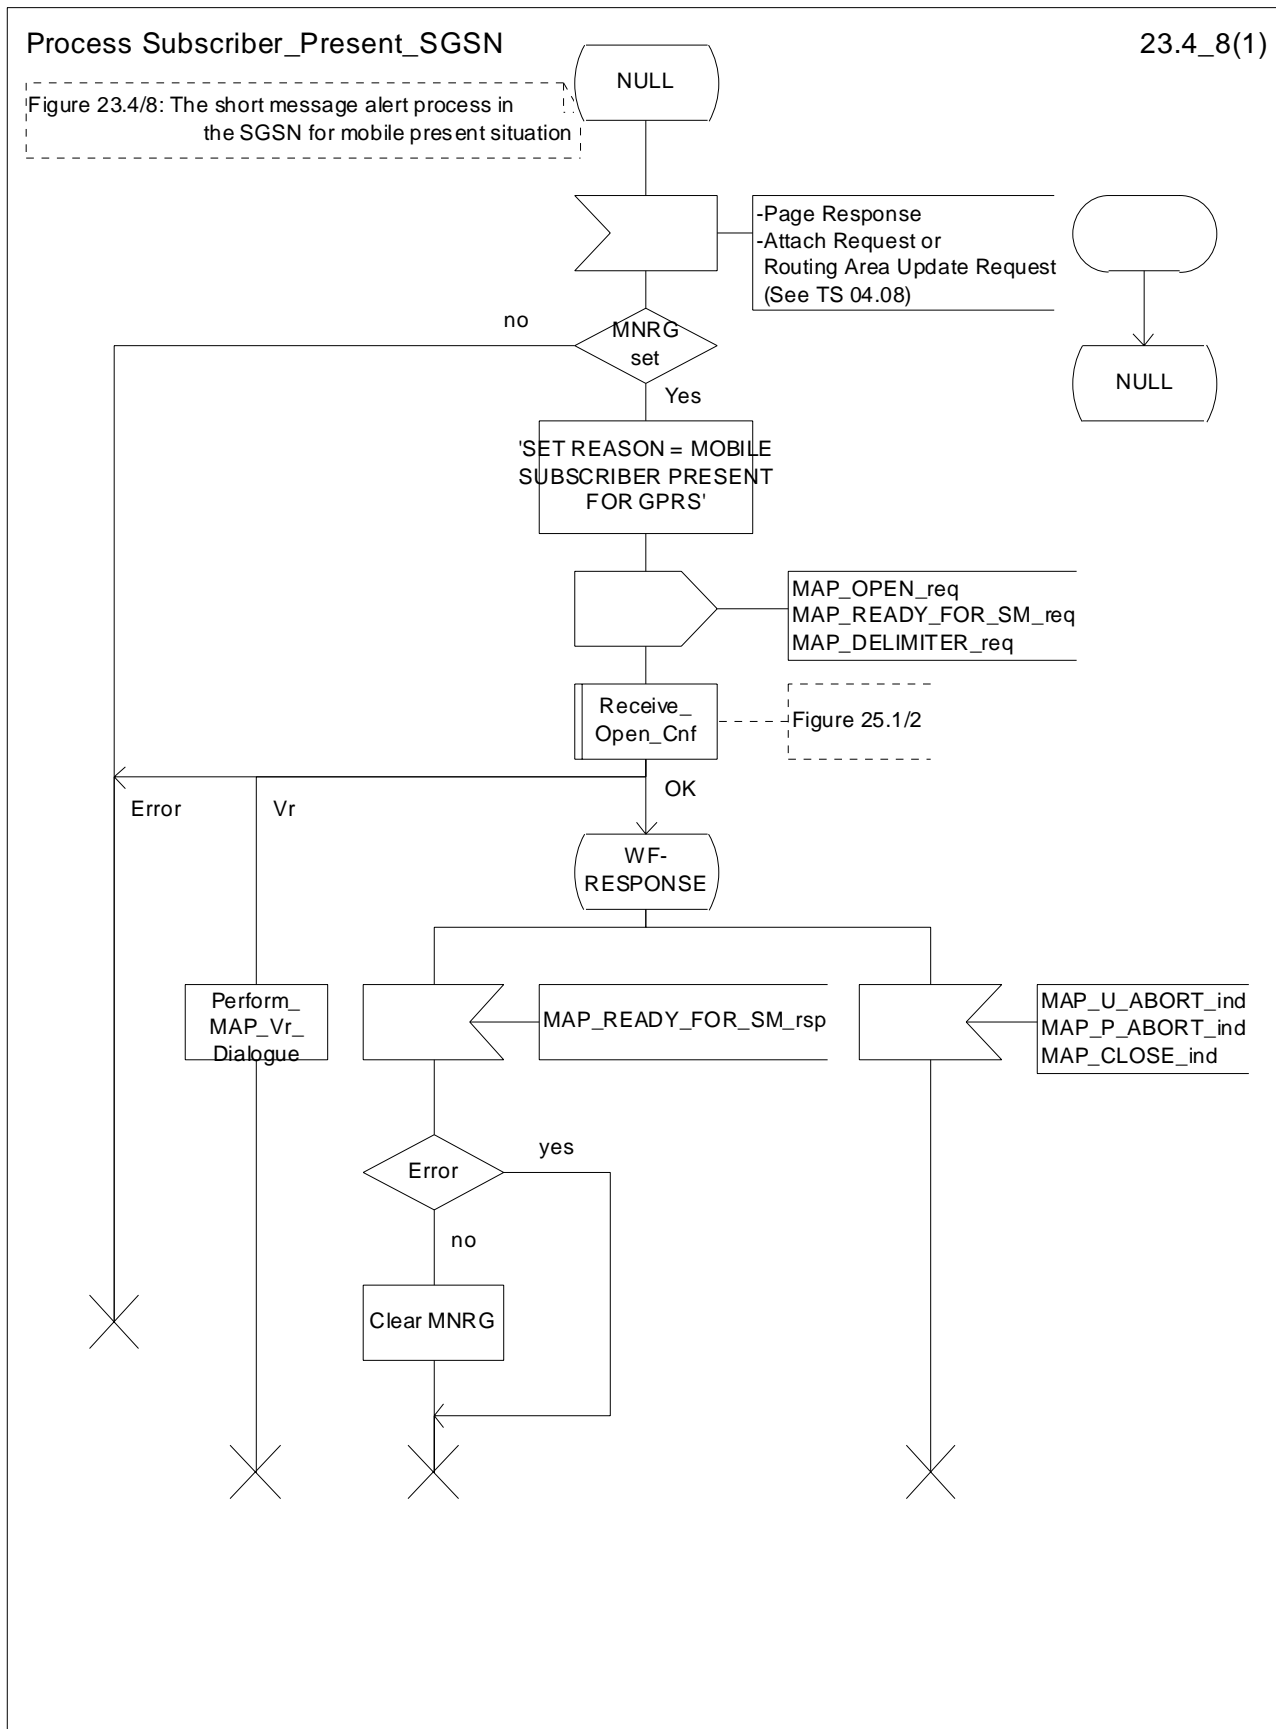 Process Subscriber_Present_SGSN
23.4_8(1)
Figure 23.4/8: The short message alert process in
the SGSN for mobile present situation
NULL
-Page Response
-Attach Request or
Routing Area Update Request
(See TS 04.08)
no
MNRG
set
Yes
NULL
'SET REASON = MOBILE
SUBSCRIBER PRESENT
FOR GPRS'
MAP_OPEN_req
MAP_READY_FOR_SM_req
MAP_DELIMITER_req
Receive_
Open_Cnf
Figure 25.1/2
Error
Vr
OK
WF-
RESPONSE
Perform_
MAP_Vr_
Dialogue
MAP_READY_FOR_SM_rsp
MAP_U_ABORT_ind
MAP_P_ABORT_ind
MAP_CLOSE_ind
Error
yes
no
Clear MNRG